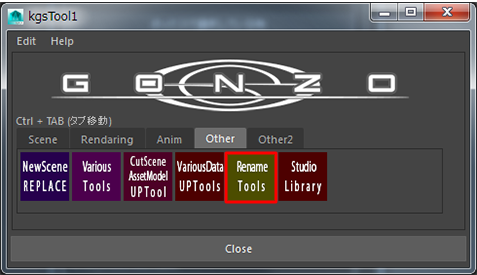 kgsTool1
Edit Help
GONZO
Ctrl + TAB (タブ移動)
Scene Rendaring Anim Other Other2
NewScene REPLACE
Various Tools
CutScene AssetModel UPTool
VariousData UPTools
Rename Tools
Studio Library
Close